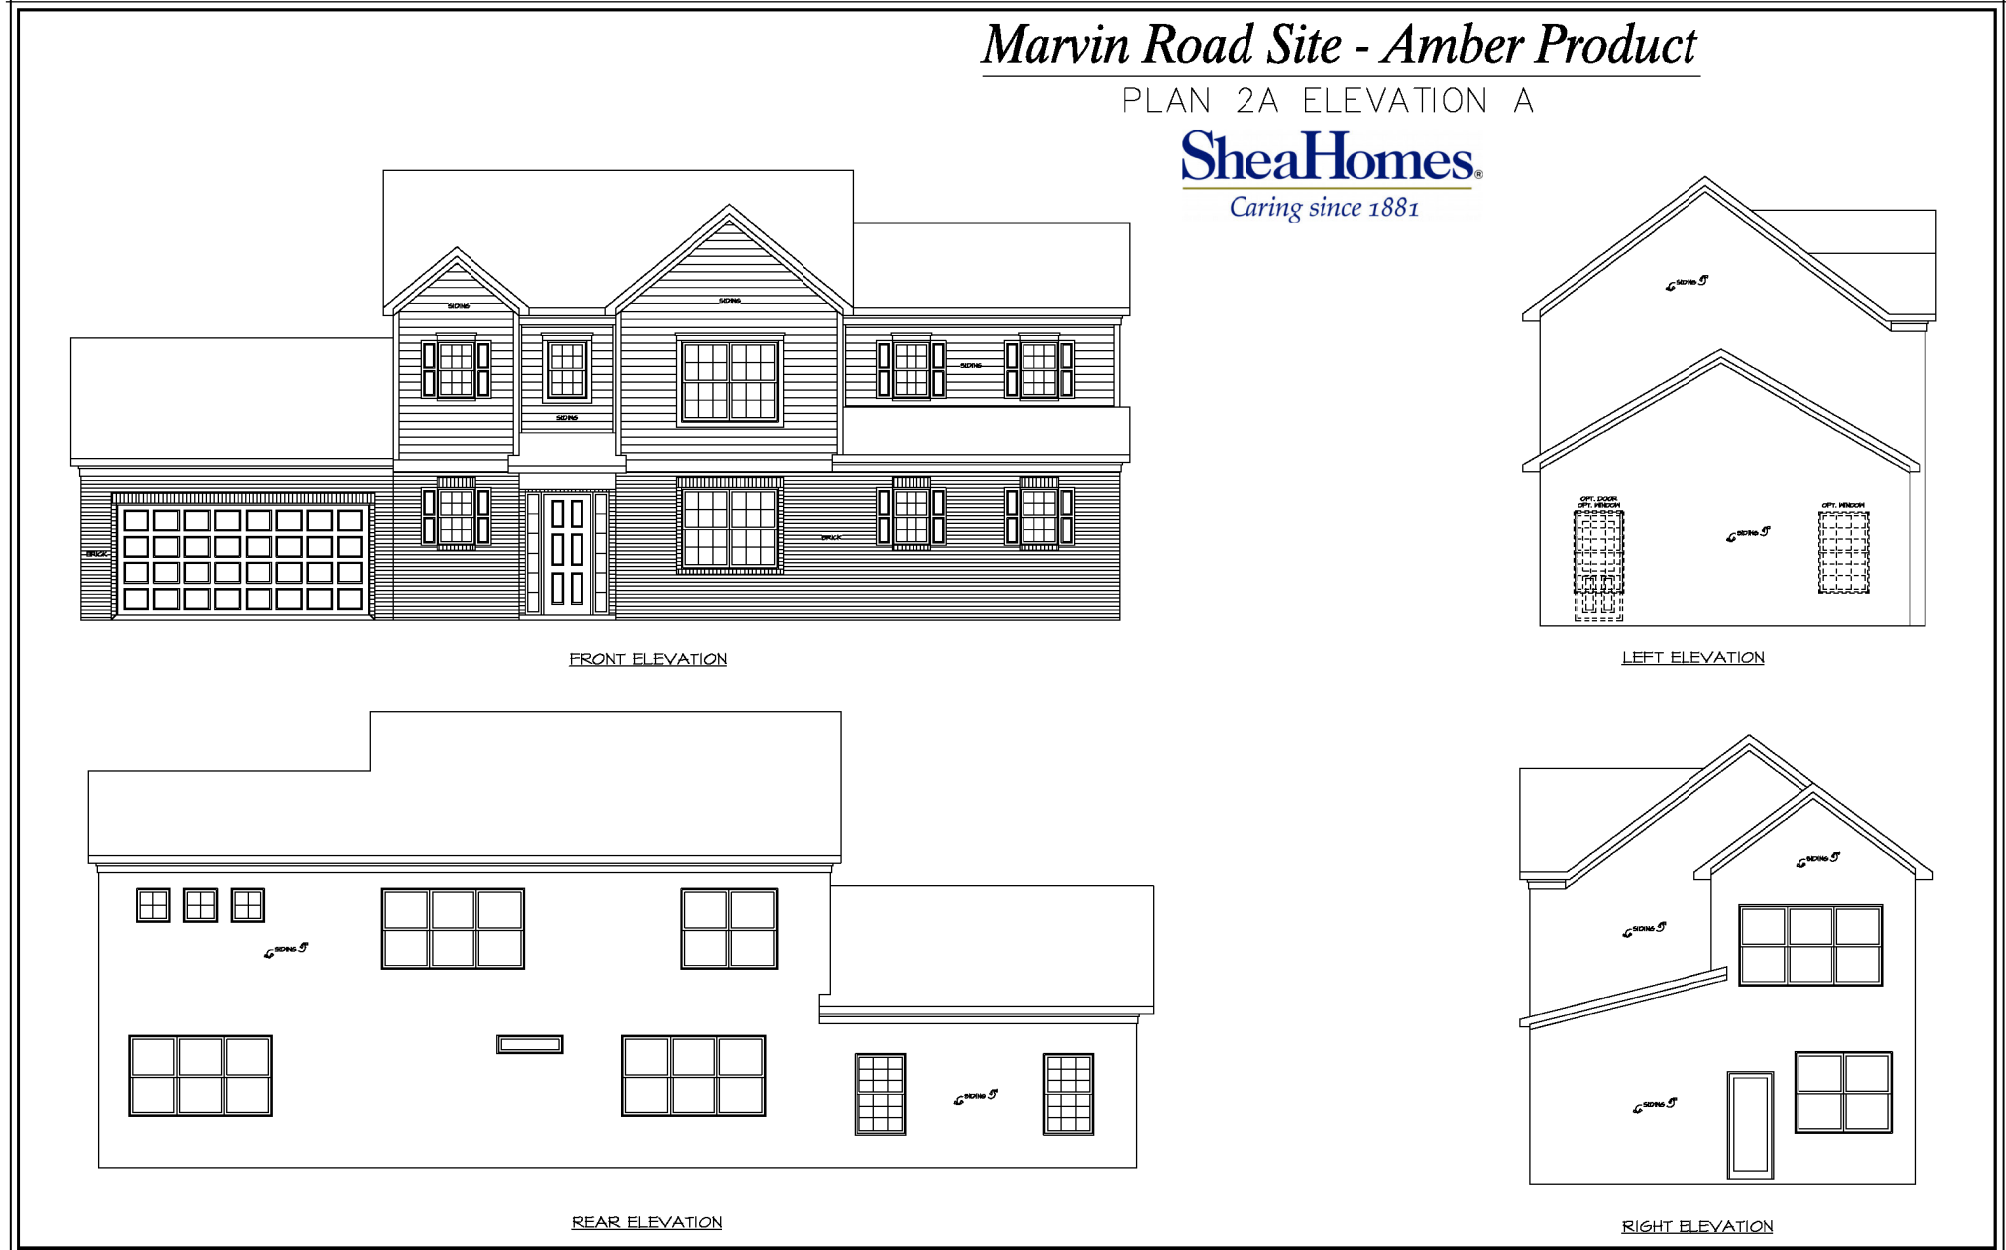 Marvin Road Site - Amber Product
PLAN 2A ELEVATION A
SheaHomes®
Caring since 1881
SIDING
SIDING
SIDING
SIDING
BRICK
BRICK
FRONT ELEVATION
SIDING
OPT. DOOR
OPT. WINDOW
OPT. WINDOW
SIDING
LEFT ELEVATION
SIDING
SIDING
REAR ELEVATION
SIDING
SIDING
SIDING
RIGHT ELEVATION